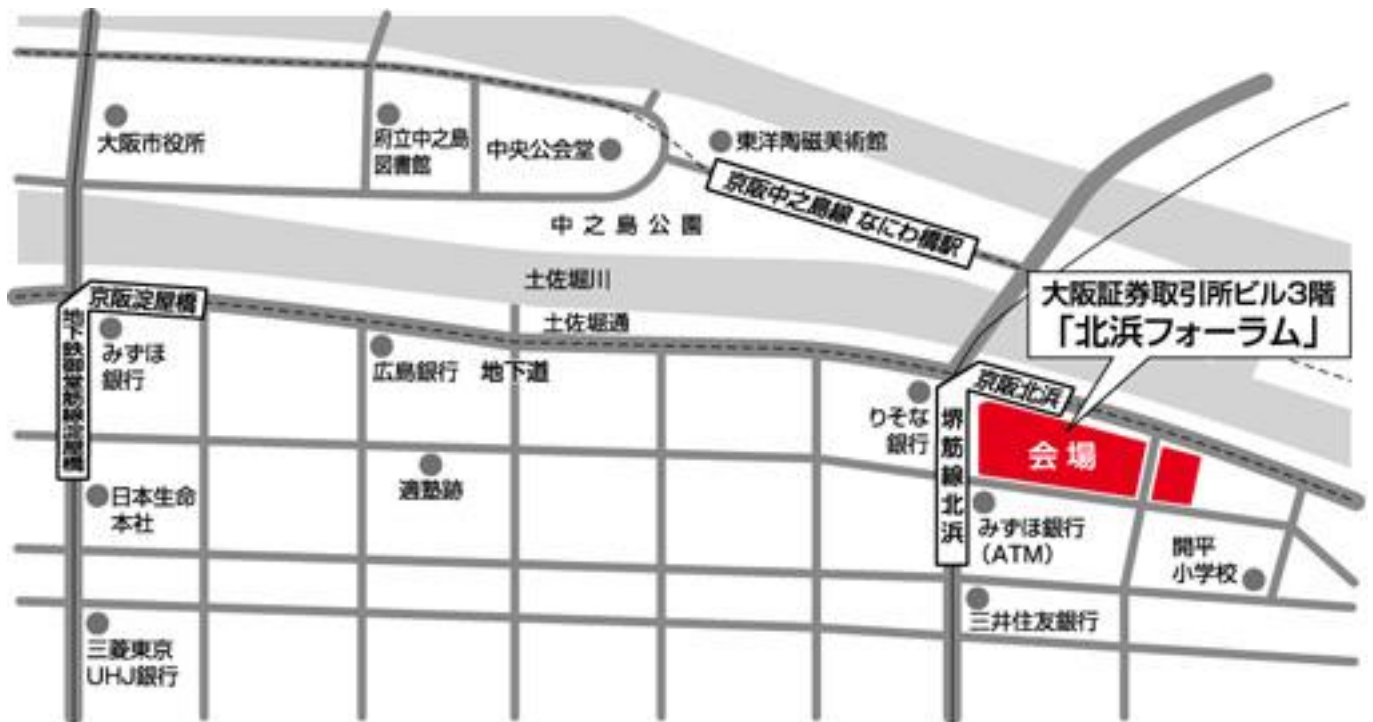 大阪市役所
府立中之島
図書館
中央公会堂
東洋陶磁美術館
京阪中之島線 なにわ橋駅
中之島公園
土佐堀川
土佐堀通
大阪証券取引所ビル3階
「北浜フォーラム」
京阪淀屋橋
地下鉄御堂筋線淀屋橋
みずほ
銀行
広島銀行
地下道
りそな
銀行
京阪北浜
堺筋線北浜
会場
日本生命
本社
適塾跡
みずほ銀行
(ATM)
開平
小学校
三菱東京
UHJ銀行
三井住友銀行